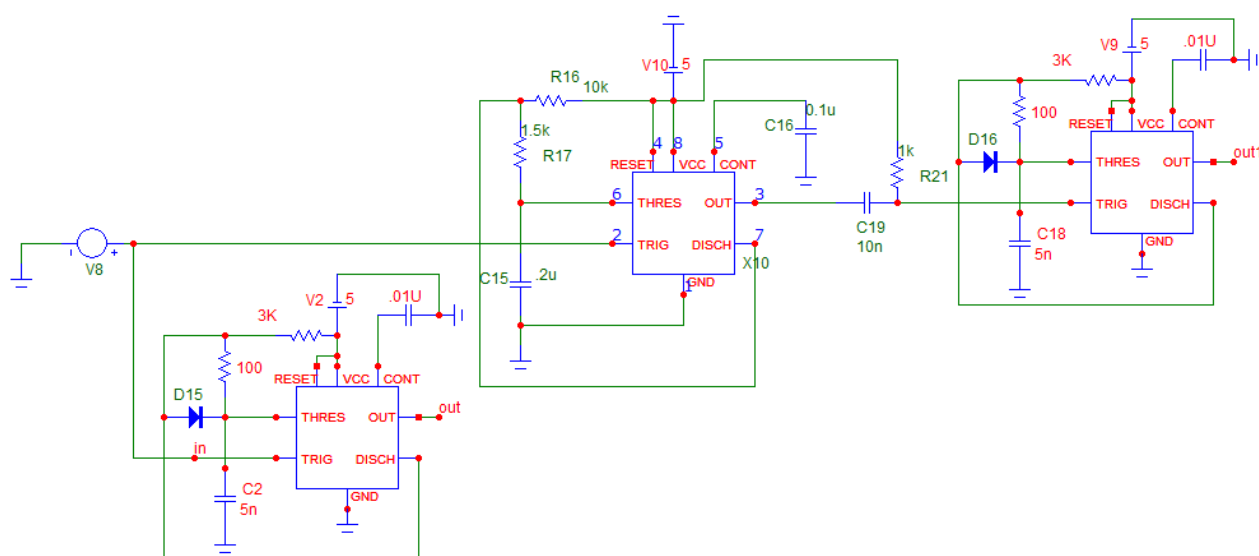 V9
5
.01U
3K
100
RESET
VCC
CONT
D16
THRES
OUT
out1
TRIG
DISCH
GND
C18
5n
R16
10k
V10
5
1.5k
R17
4
8
5
RESET
VCC
CONT
C16
0.1u
1k
R21
6
THRES
OUT
3
2
TRIG
DISCH
7
X10
1
GND
C15
.2u
C19
10n
-
+
V8
V2
5
.01U
3K
100
RESET
VCC
CONT
D15
THRES
OUT
out
in
TRIG
DISCH
GND
C2
5n